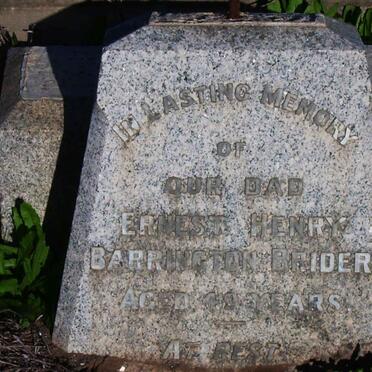 IN LASTING MEMORY
OF
OUR DAD
ERNEST HENRY
BARRINGTON BRIDER
AGED YEARS
AT REST